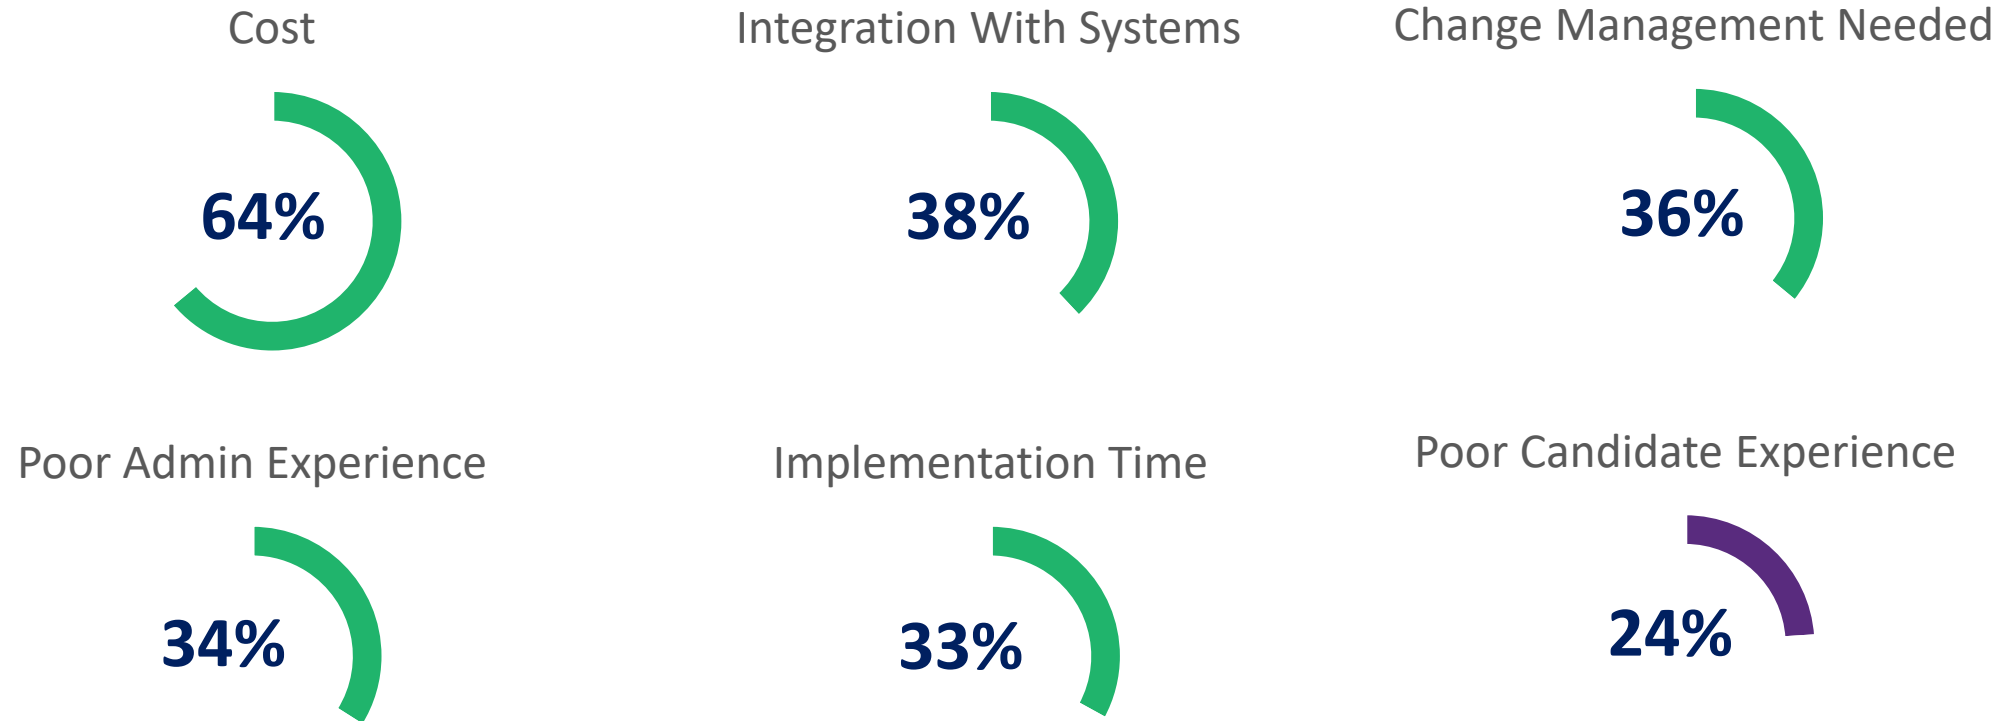 Cost
Integration With Systems
Change Management Needed
64%
38%
36%
Poor Admin Experience
Implementation Time
Poor Candidate Experience
34%
33%
24%